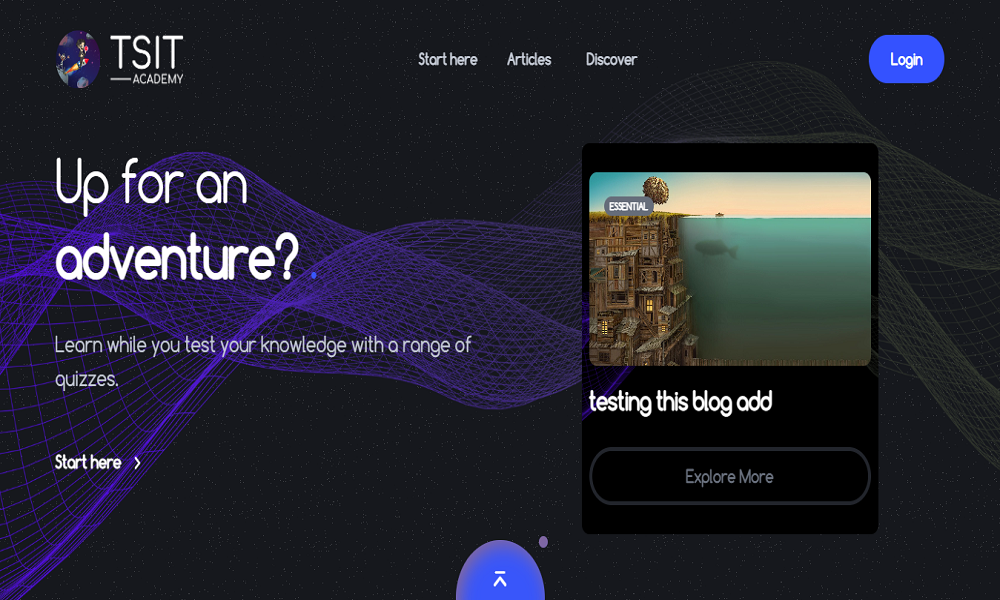 TSIT
ACADEMY
Start here
Articles
Discover
Login
Up for an
adventure? .
Learn while you test your knowledge with a range of
quizzes.
Start here
ESSENTIAL
testing this blog add
Explore More